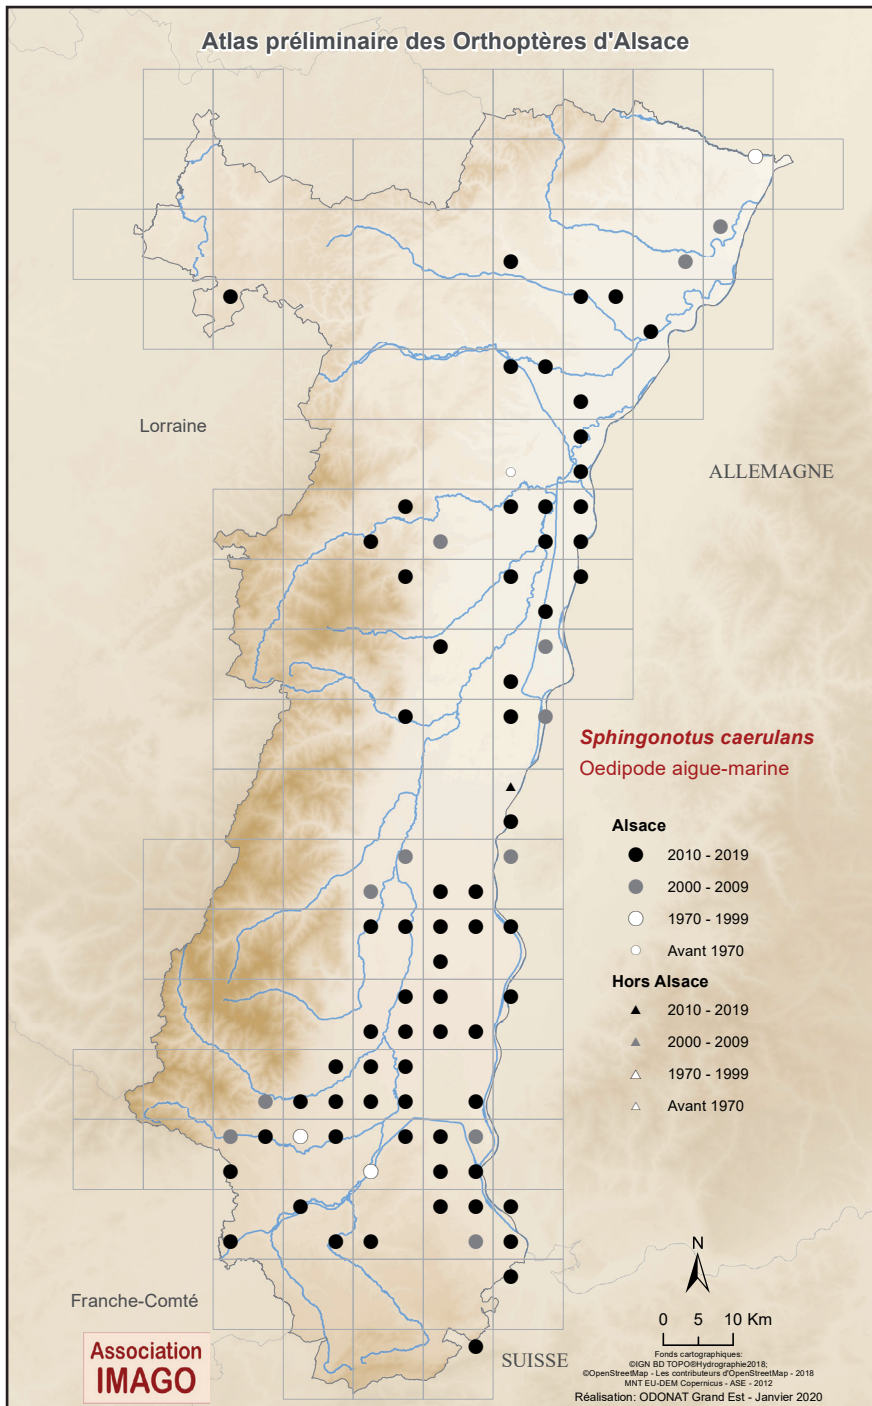 Atlas préliminaire des Orthoptères d'Alsace
Lorraine
ALLEMAGNE
Sphingonotus caerulans
Oedipode aigue-marine
Alsace
2010 - 2019
2000 - 2009
1970 - 1999
Avant 1970
Hors Alsace
2010 - 2019
2000 - 2009
1970 - 1999
Avant 1970
N
Franche-Comté
0 5 10 Km
Association
IMAGO
SUISSE
Fonds cartographiques:
©IGN BD TOPO®Hydrographie2018;
©OpenStreetMap - Les contributeurs d'OpenStreetMap - 2018
MNT EU-DEM Copernicus - ASE - 2012
Réalisation: ODONAT Grand Est - Janvier 2020